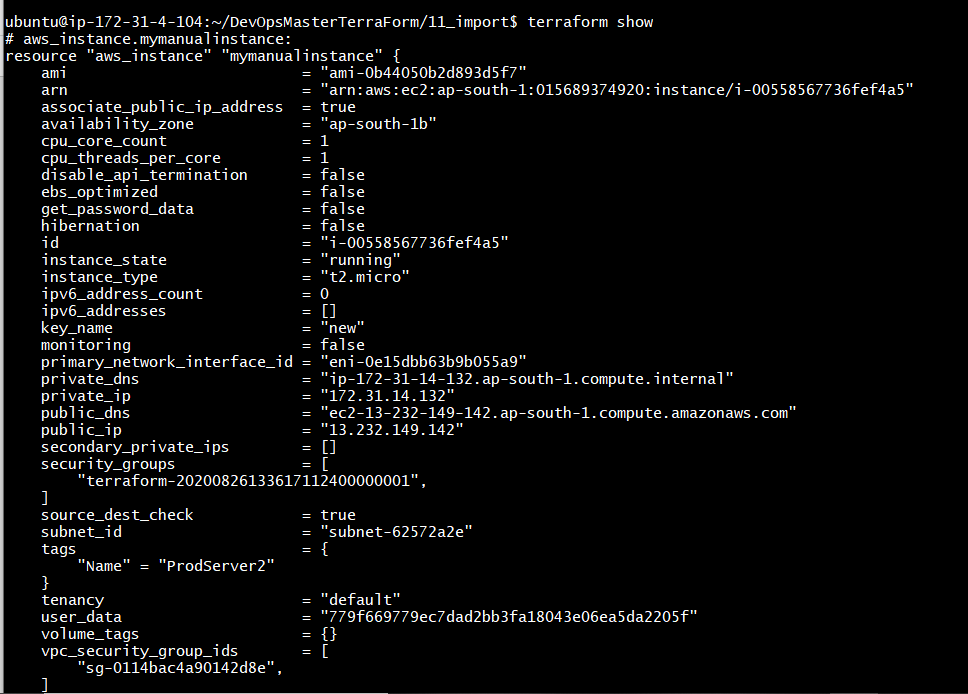 ubuntu@ip-172-31-4-104:~/DevOpsMasterTerraForm/11_import$ terraform show
# aws_instance.mymanualinstance:
resource "aws_instance" "mymanualinstance" {
    ami                          = "ami-0b44050b2d893d5f7"
    arn                          = "arn:aws:ec2:ap-south-1:015689374920:instance/i-00558567736fef4a5"
    associate_public_ip_address  = true
    availability_zone            = "ap-south-1b"
    cpu_core_count               = 1
    cpu_threads_per_core         = 1
    disable_api_termination      = false
    ebs_optimized                = false
    get_password_data            = false
    hibernation                  = false
    id                           = "i-00558567736fef4a5"
    instance_state               = "running"
    instance_type                = "t2.micro"
    ipv6_address_count           = 0
    ipv6_addresses               = []
    key_name                     = "new"
    monitoring                   = false
    primary_network_interface_id = "eni-0e15dbb63b9b055a9"
    private_dns                  = "ip-172-31-14-132.ap-south-1.compute.internal"
    private_ip                   = "172.31.14.132"
    public_dns                   = "ec2-13-232-149-142.ap-south-1.compute.amazonaws.com"
    public_ip                    = "13.232.149.142"
    secondary_private_ips        = []
    security_groups              = [
        "terraform-20200826133617112400000001",
    ]
    source_dest_check            = true
    subnet_id                    = "subnet-62572a2e"
    tags                         = {
        "Name" = "ProdServer2"
    }
    tenancy                      = "default"
    user_data                    = "779f669779ec7dad2bb3fa18043e06ea5da2205f"
    volume_tags                  = {}
    vpc_security_group_ids       = [
        "sg-0114bac4a90142d8e",
    ]